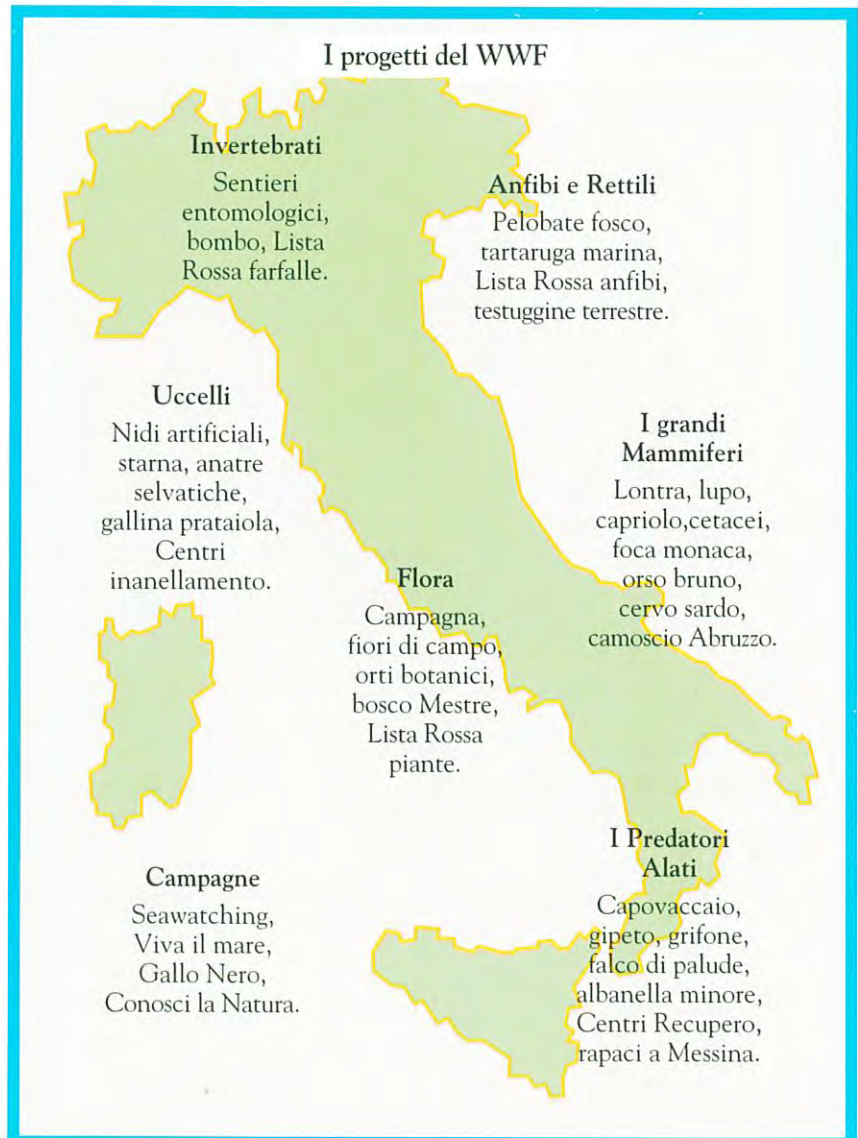 I progetti del WWF
Invertebrati
Sentieri
entomologici,
bombo, Lista
Rossa farfalle.
Anfibi e Rettili
Pelobate fosco,
tartaruga marina,
Lista Rossa anfibi,
testuggine terrestre.
Uccelli
Nidi artificiali,
starna, anatre
selvatiche,
gallina prataiola,
Centri
inanellamento.
I grandi
Mammiferi
Lontra, lupo,
capriolo,cetacei,
foca monaca,
orso bruno,
cervo sardo,
camoscio Abruzzo.
Flora
Campagna,
fiori di campo,
orti botanici,
bosco Mestre,
Lista Rossa
piante.
I Predatori
Alati
Capovaccaio,
gipeto, grifone,
falco di palude,
albanella minore,
Centri Recupero,
rapaci a Messina.
Campagne
Seawatching,
Viva il mare,
Gallo Nero,
Conosci la Natura.